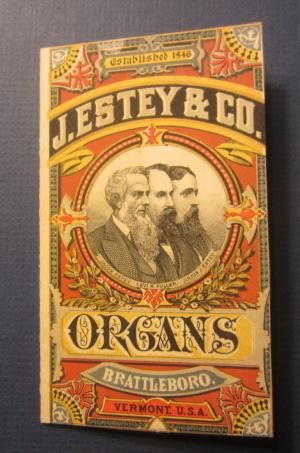 Established 1846
J. ESTEY & CO.
ORGANS
BRATTLEBORO.
VERMONT, U.S.A.